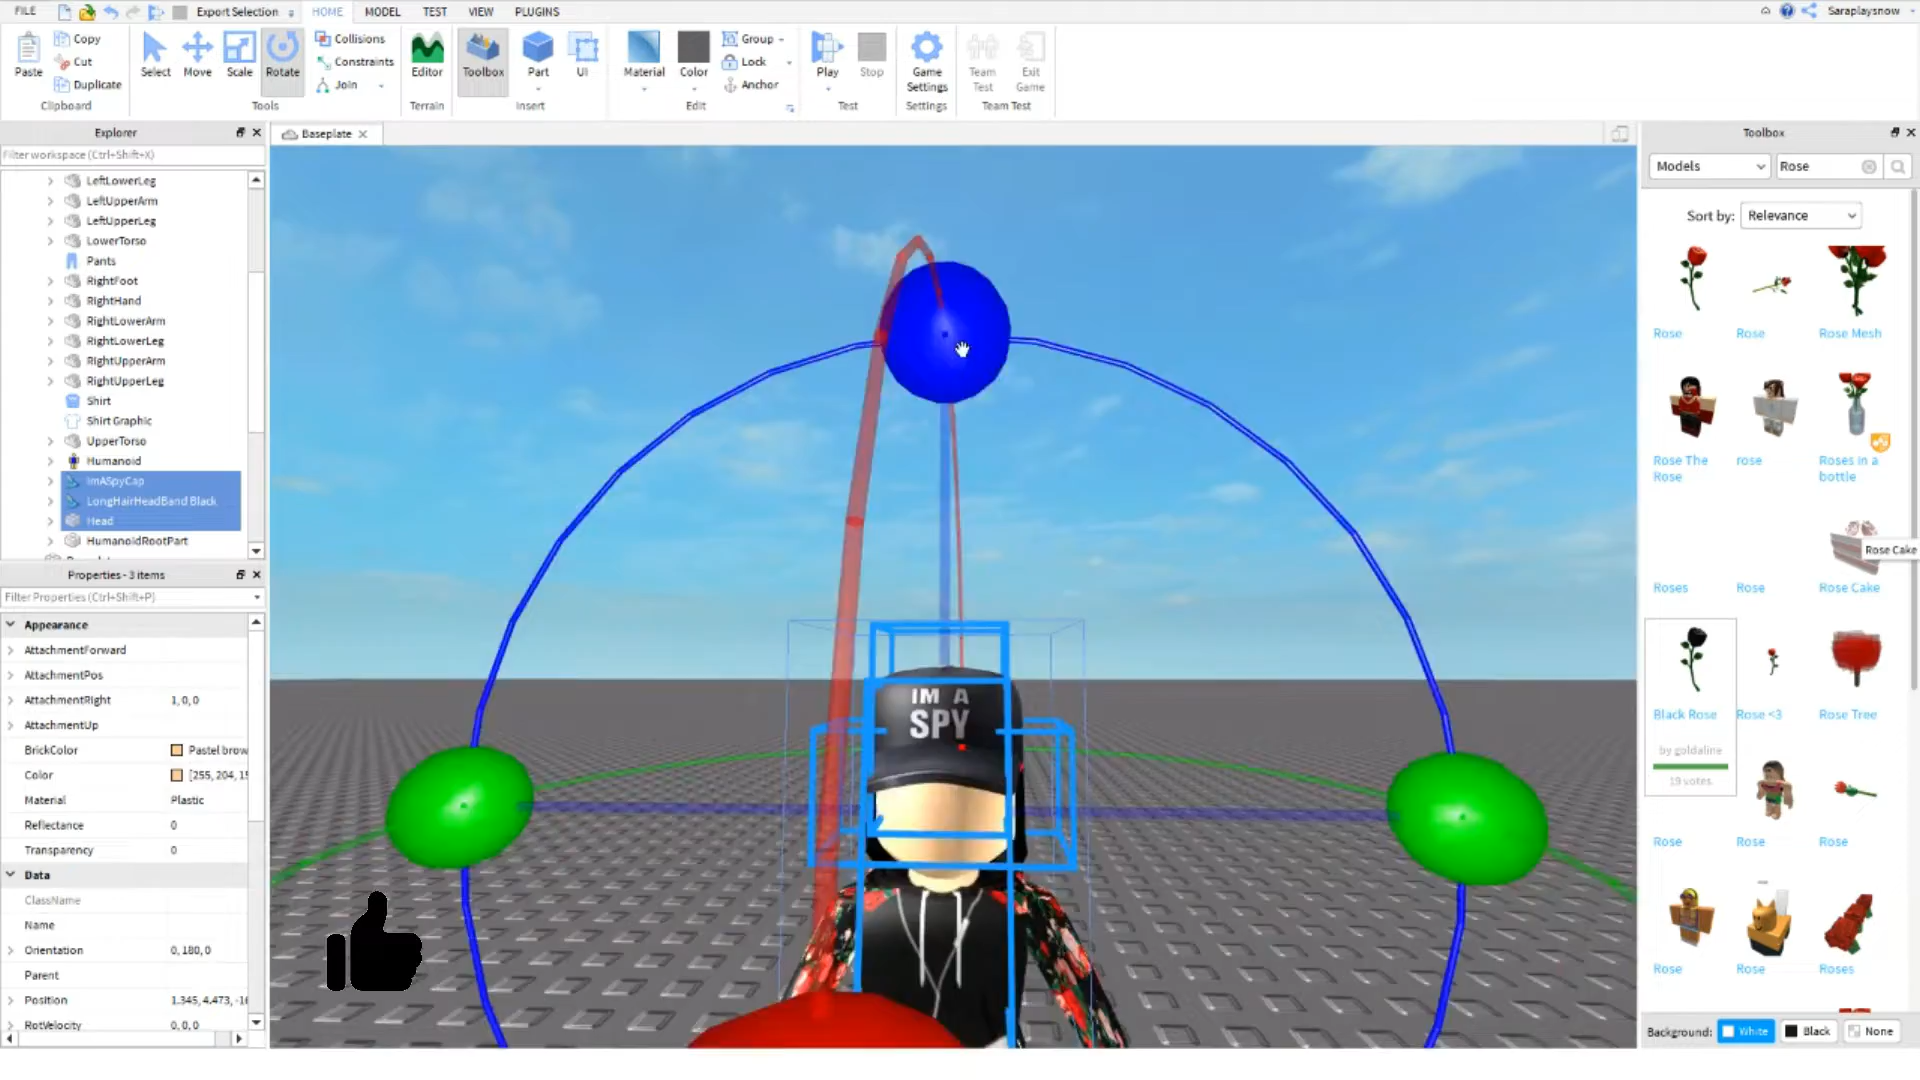 FILE Export Selection HOME MODEL TEST VIEW PLUGINS Saraplaysnow
Paste Copy Cut Duplicate Clipboard
Select Move Scale Rotate Collisions Constraints Join Tools
Editor Terrain
Toolbox Part UI Insert
Material Color Group Lock Anchor Edit
Play Stop Test
Game Settings Settings
Team Test Exit Game Team Test
Explorer
Filter workspace (Ctrl+Shift+X)
LeftLowerLeg
LeftUpperArm
LeftUpperLeg
LowerTorso
Pants
RightFoot
RightHand
RightLowerArm
RightLowerLeg
RightUpperArm
RightUpperLeg
Shirt
Shirt Graphic
UpperTorso
Humanoid
ImASpyCap
LongHairHeadBand Black
Head
HumanoidRootPart
Properties - 3 items
Filter Properties (Ctrl+Shift+P)
Appearance
AttachmentForward
AttachmentPos
AttachmentRight 1, 0, 0
AttachmentUp
BrickColor Pastel brow
Color [255, 204, 15
Material Plastic
Reflectance 0
Transparency 0
Data
ClassName
Name
Orientation 0, 180, 0
Parent
Position 1.345, 4.473, -16
RotVelocity 0, 0, 0
Baseplate
IM A
SPY
Toolbox
Models Rose
Sort by: Relevance
Rose Rose Rose Mesh
Rose The Rose rose Roses in a bottle
Rose Cake
Roses Rose Rose Cake
Black Rose Rose <3 Rose Tree
by goldaline
19 votes
Rose Rose Rose
Rose Rose Roses
Background: White Black None